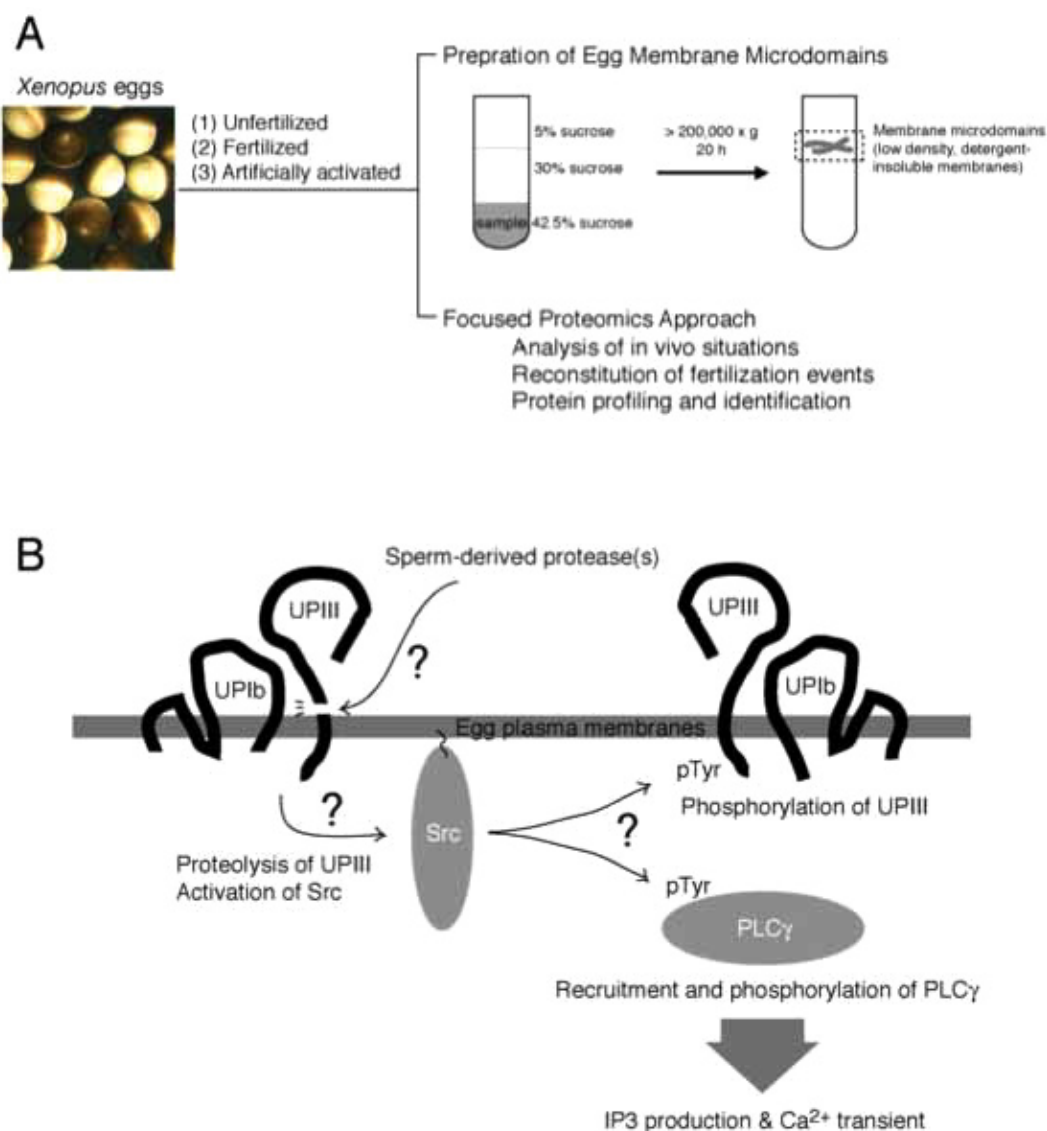 A
Xenopus eggs
(1) Unfertilized
(2) Fertilized
(3) Artificially activated
Prepration of Egg Membrane Microdomains
5% sucrose
30% sucrose
sample
42.5% sucrose
> 200,000 x g
20 h
Membrane microdomains
(low density, detergent-
insoluble membranes)
Focused Proteomics Approach
Analysis of in vivo situations
Reconstitution of fertilization events
Protein profiling and identification
B
Sperm-derived protease(s)
UPIII
UPIb
?
UPIII
UPIb
Egg plasma membranes
?
Proteolysis of UPIII
Activation of Src
Src
?
pTyr
Phosphorylation of UPIII
pTyr
PLCγ
Recruitment and phosphorylation of PLCγ
IP3 production & Ca2+ transient